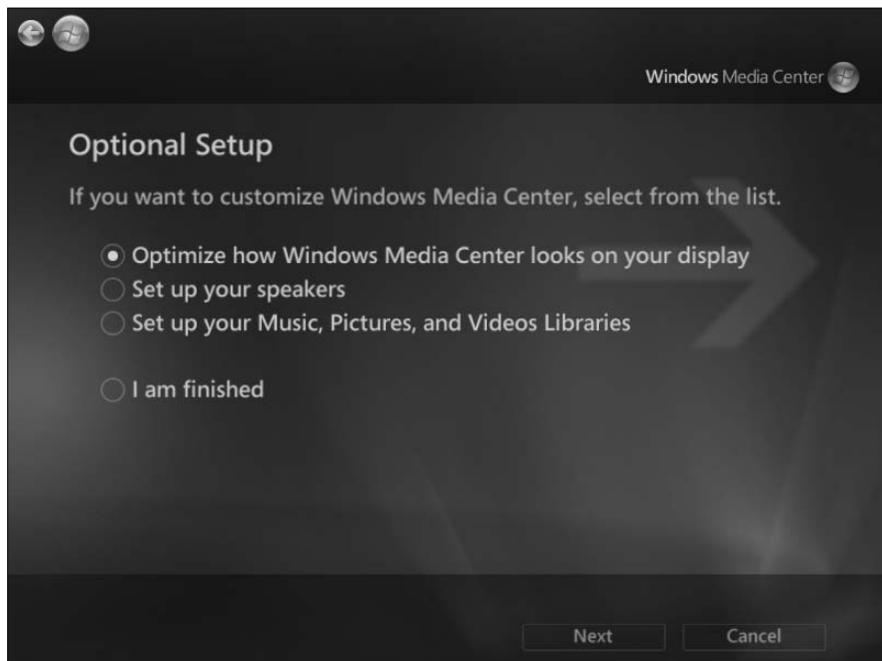 Windows Media Center
Optional Setup
If you want to customize Windows Media Center, select from the list.
Optimize how Windows Media Center looks on your display
Set up your speakers
Set up your Music, Pictures, and Videos Libraries
I am finished
Next Cancel